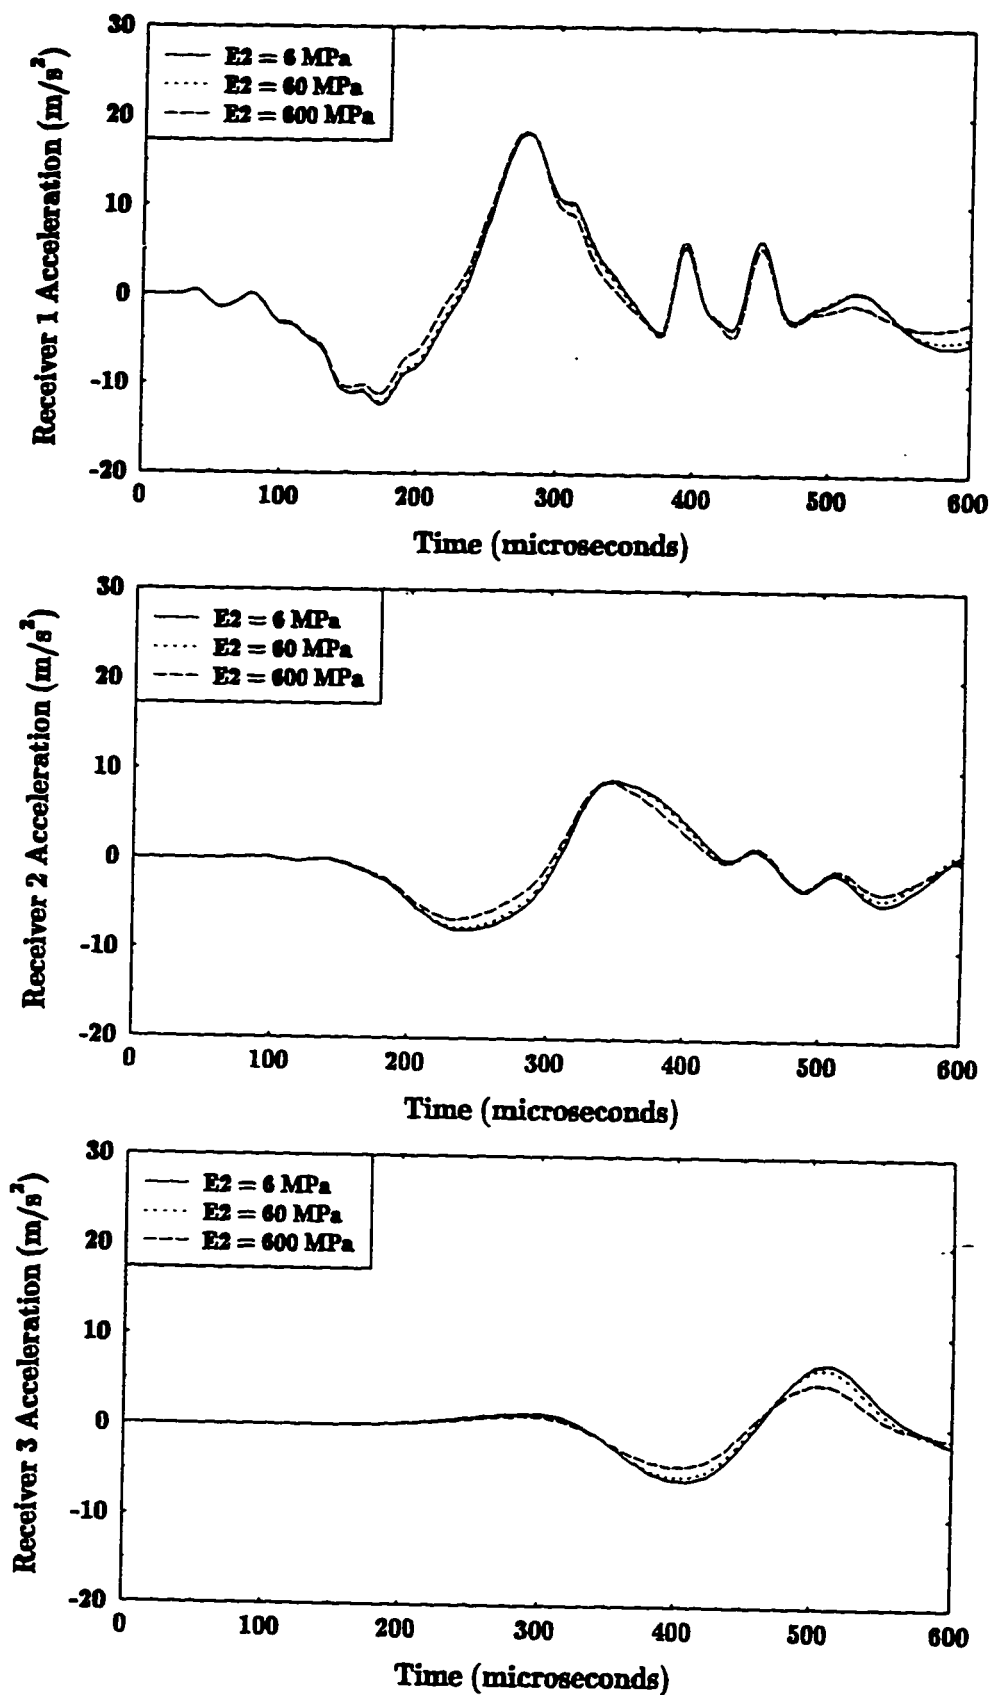 30
20
10
0
-10
-20
Receiver 1 Acceleration (m/s²)
E2 = 6 MPa
E2 = 60 MPa
E2 = 600 MPa
0 100 200 300 400 500 600
Time (microseconds)
30
20
10
0
-10
-20
Receiver 2 Acceleration (m/s²)
E2 = 6 MPa
E2 = 60 MPa
E2 = 600 MPa
0 100 200 300 400 500 600
Time (microseconds)
30
20
10
0
-10
-20
Receiver 3 Acceleration (m/s²)
E2 = 6 MPa
E2 = 60 MPa
E2 = 600 MPa
0 100 200 300 400 500 600
Time (microseconds)